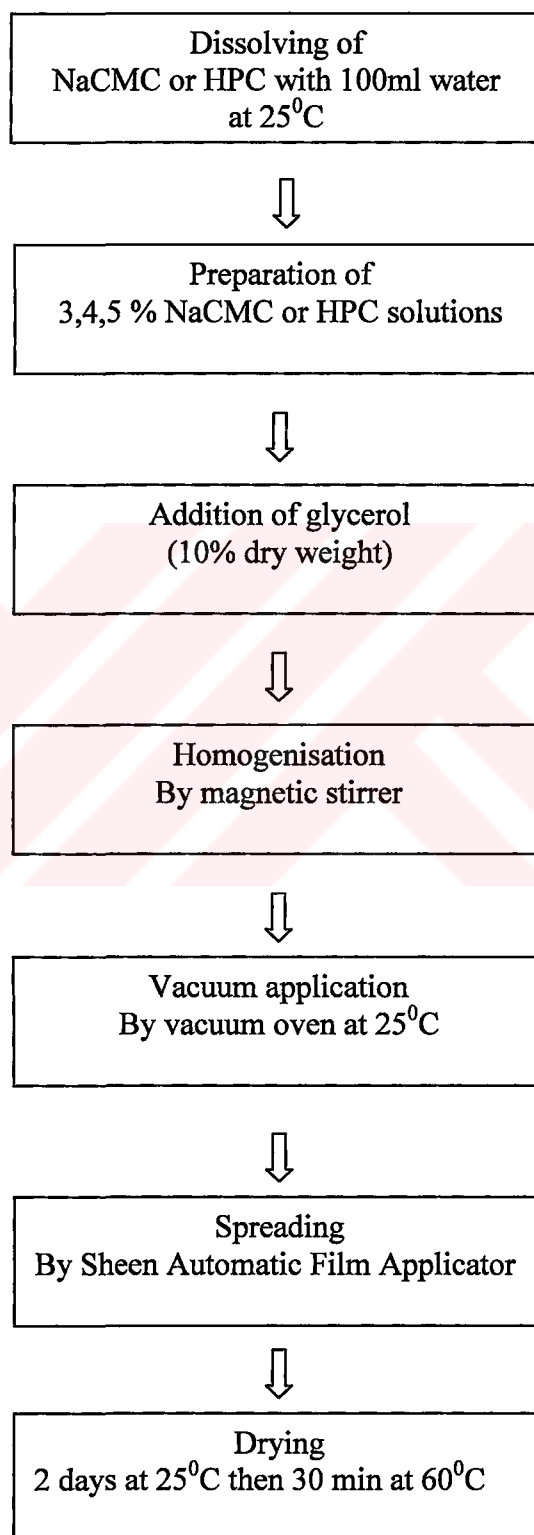 Dissolving of
NaCMC or HPC with 100ml water
at 25⁰C
Preparation of
3,4,5 % NaCMC or HPC solutions
Addition of glycerol
(10% dry weight)
Homogenisation
By magnetic stirrer
Vacuum application
By vacuum oven at 25⁰C
Spreading
By Sheen Automatic Film Applicator
Drying
2 days at 25⁰C then 30 min at 60⁰C